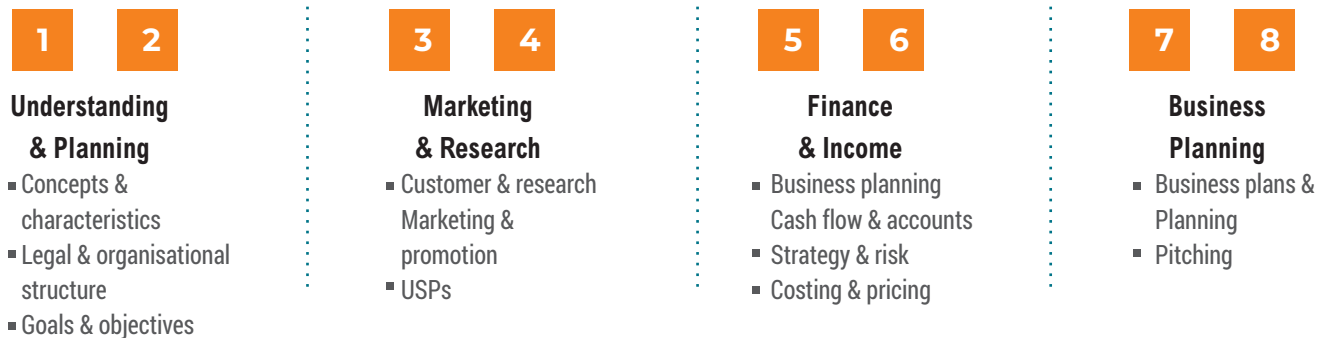 1 2
Understanding
& Planning
▪ Concepts &
characteristics
▪ Legal & organisational
structure
▪ Goals & objectives
3 4
Marketing
& Research
▪ Customer & research
Marketing &
promotion
▪ USPs
5 6
Finance
& Income
▪ Business planning
Cash flow & accounts
▪ Strategy & risk
▪ Costing & pricing
7 8
Business
Planning
▪ Business plans &
Planning
▪ Pitching